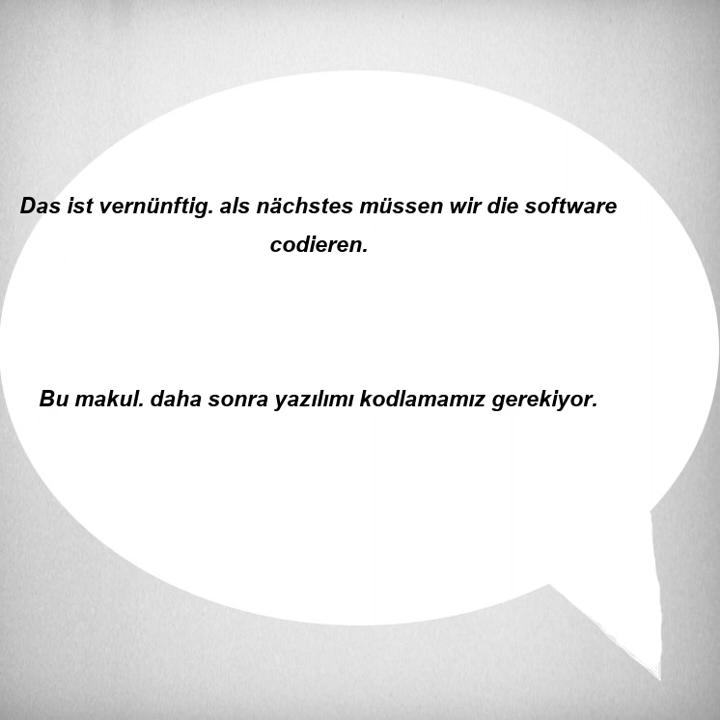 Das ist vernünftig. als nächstes müssen wir die software
codieren.
Bu makul. daha sonra yazılımı kodlamamız gerekiyor.